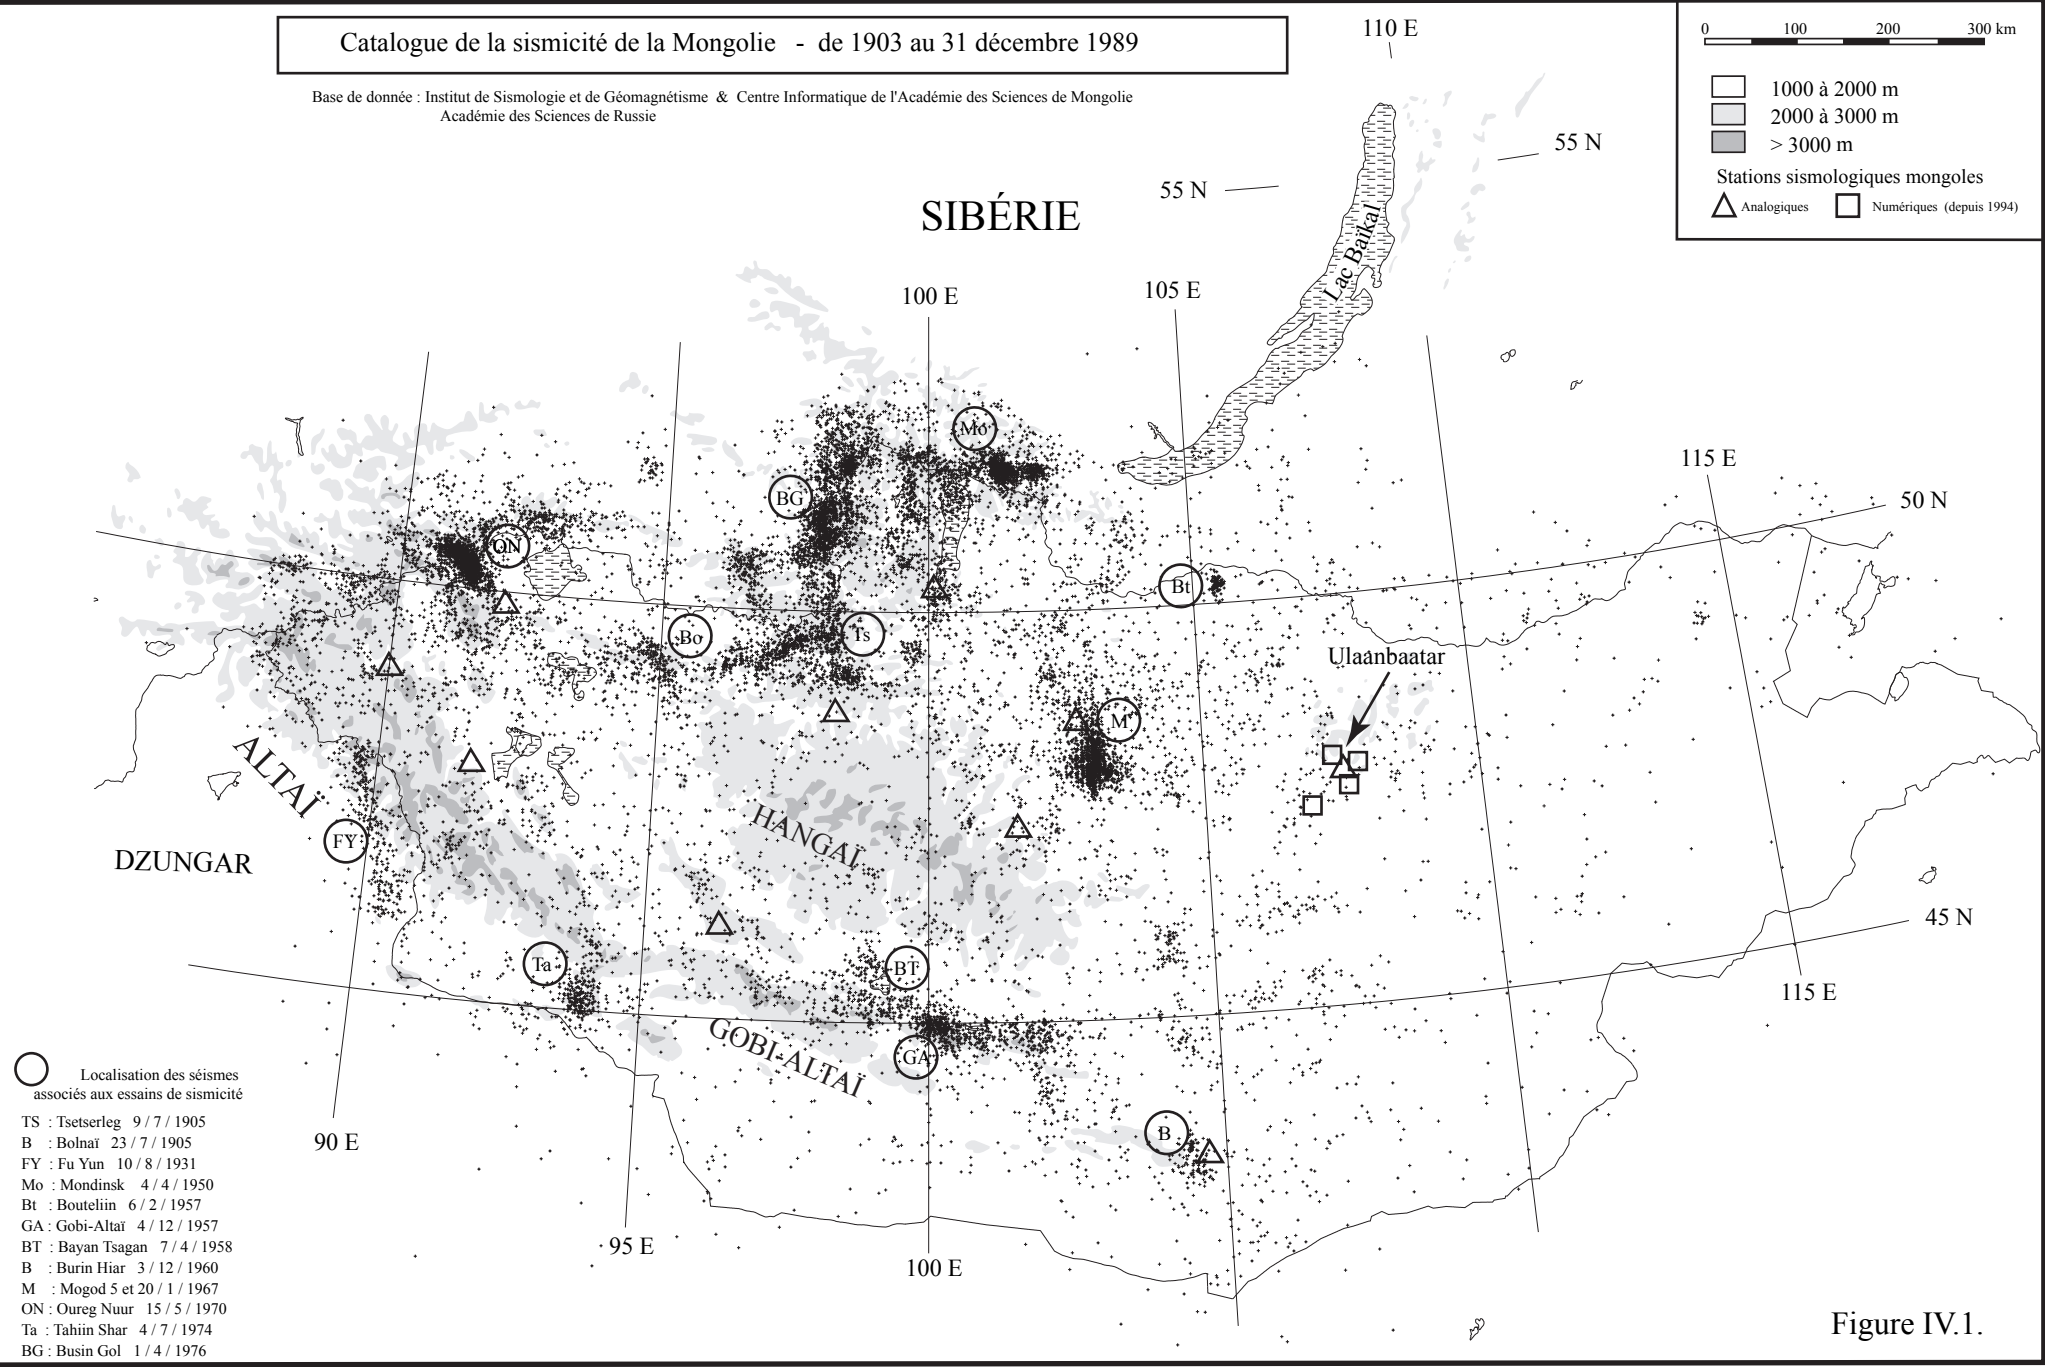 Catalogue de la sismicité de la Mongolie - de 1903 au 31 décembre 1989
Base de donnée : Institut de Sismologie et de Géomagnétisme & Centre Informatique de l'Académie des Sciences de Mongolie
Académie des Sciences de Russie
0 100 200 300 km
1000 à 2000 m
2000 à 3000 m
> 3000 m
Stations sismologiques mongoles
Analogiques Numériques (depuis 1994)
110 E
55 N
55 N
SIBÉRIE
Lac Baïkal
100 E
105 E
Mo
115 E
BG
50 N
ON
Bt
Bo
Ts
Ulaanbaatar
M
ALTAÏ
HANGAÏ
FY
DZUNGAR
45 N
Ta
BT
115 E
GOBI-ALTAÏ
GA
B
90 E
95 E
100 E
Localisation des séismes
associés aux essains de sismicité
TS : Tsetserleg 9 / 7 / 1905
B : Bolnaï 23 / 7 / 1905
FY : Fu Yun 10 / 8 / 1931
Mo : Mondinsk 4 / 4 / 1950
Bt : Bouteliin 6 / 2 / 1957
GA : Gobi-Altaï 4 / 12 / 1957
BT : Bayan Tsagan 7 / 4 / 1958
B : Burin Hiar 3 / 12 / 1960
M : Mogod 5 et 20 / 1 / 1967
ON : Oureg Nuur 15 / 5 / 1970
Ta : Tahiin Shar 4 / 7 / 1974
BG : Busin Gol 1 / 4 / 1976
Figure IV.1.